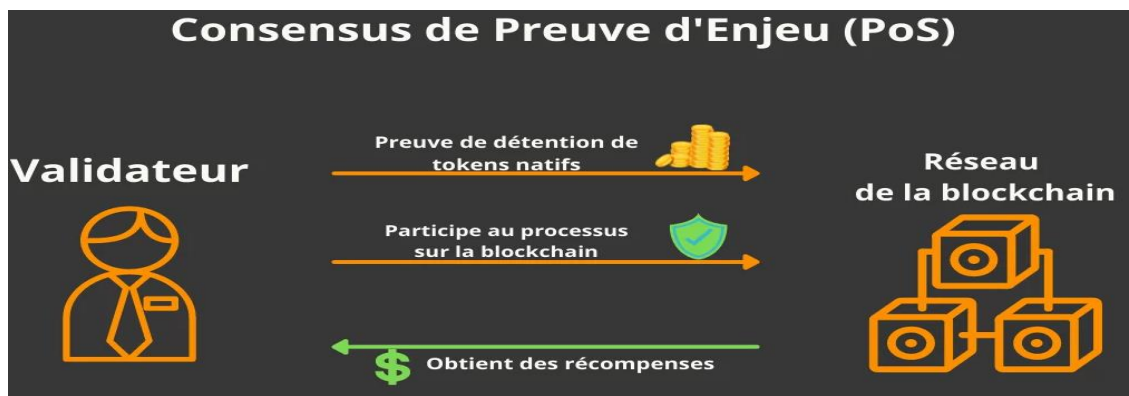 Consensus de Preuve d'Enjeu (PoS)
Validateur
Preuve de détention de
tokens natifs
Participe au processus
sur la blockchain
$ Obtient des récompenses
Réseau
de la blockchain